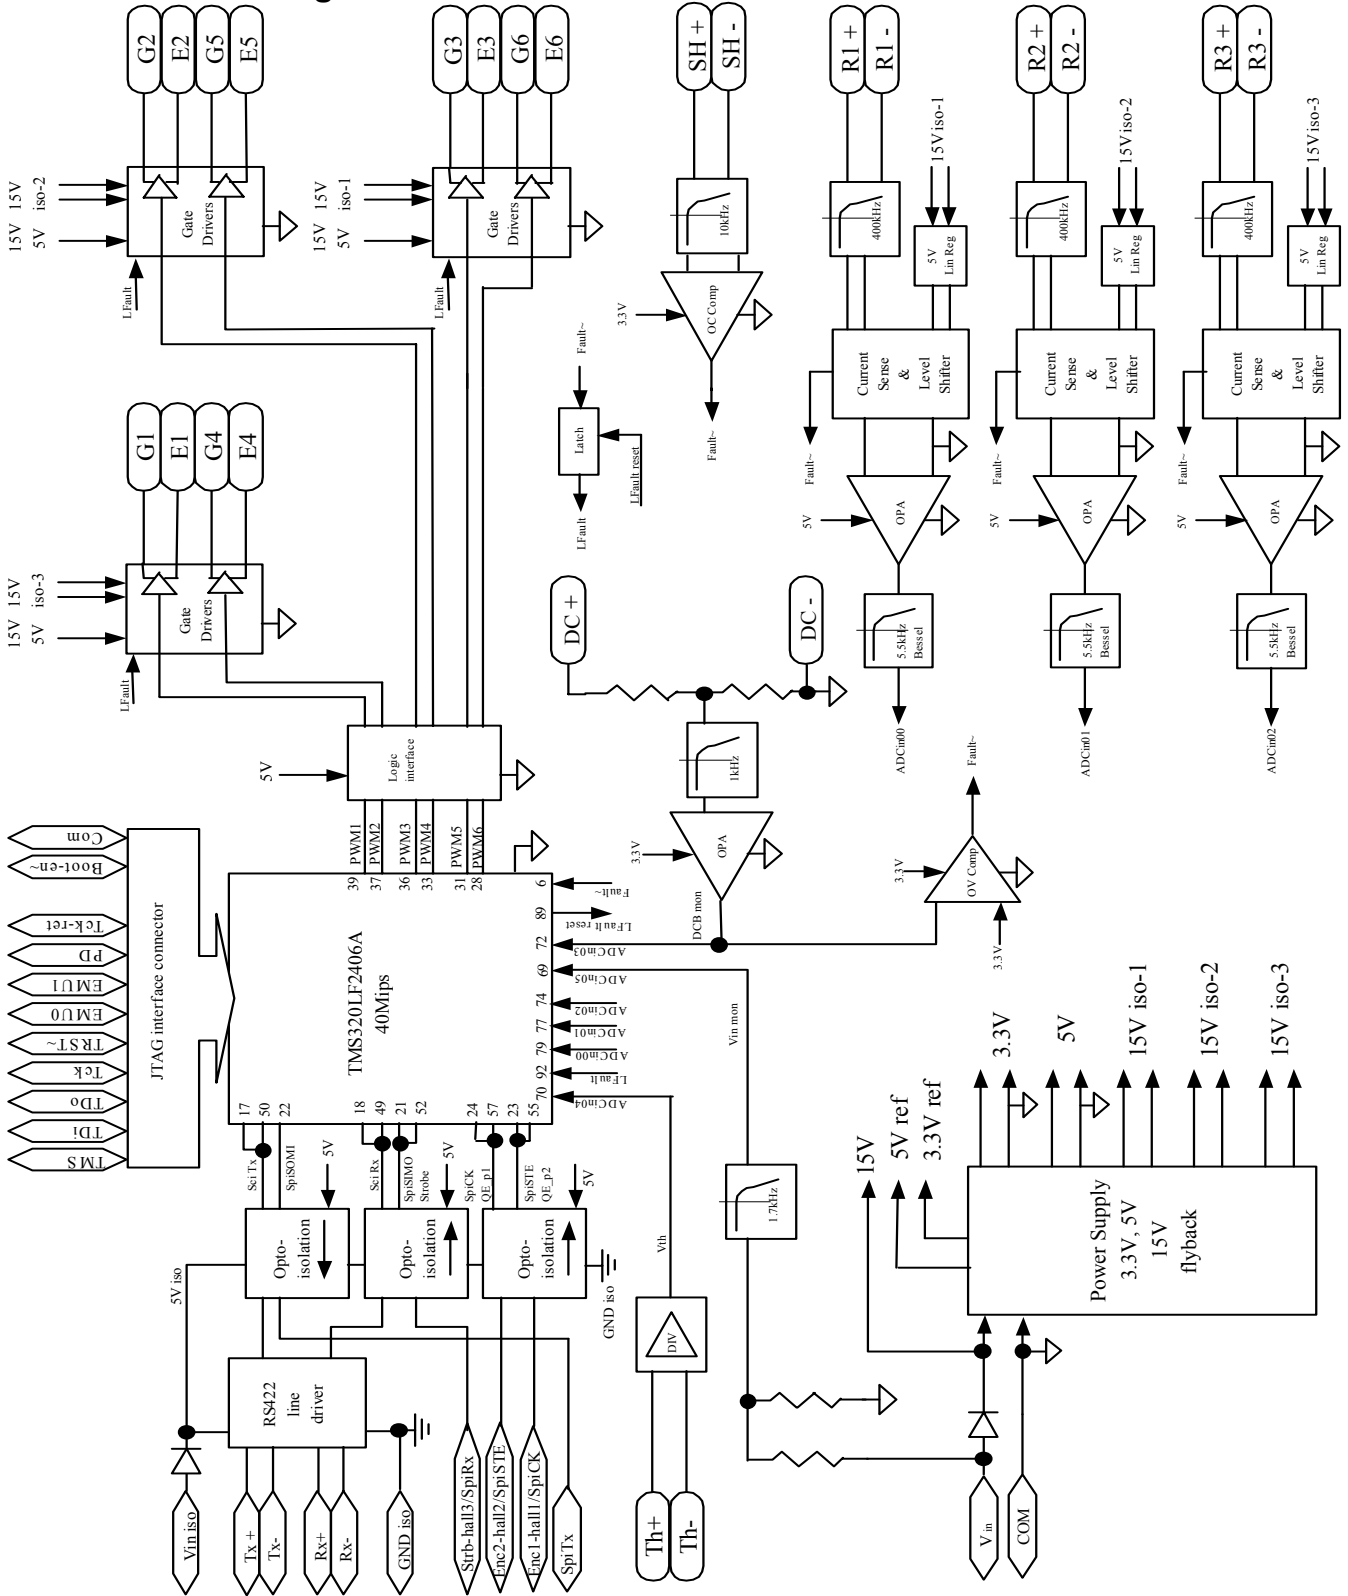 G2
E2
G5
E5
G3
E3
G6
E6
SH +
SH -
R1 +
R1 -
R2 +
R2 -
R3 +
R3 -
15V 15V
5V iso-2
Gate
Drivers
LFault
15V 15V
5V iso-1
Gate
Drivers
LFault
10kHz
3.3V
OC Comp
Fault~
Fault~
Latch
LFault reset
LFault
400kHz
15V iso-1
5V
Lin Reg
Current
Sense
&
Level
Shifter
Fault~
5V
OPA
5.5kHz
Bessel
ADCin00
400kHz
15V iso-2
5V
Lin Reg
Current
Sense
&
Level
Shifter
Fault~
5V
OPA
5.5kHz
Bessel
ADCin01
400kHz
15V iso-3
5V
Lin Reg
Current
Sense
&
Level
Shifter
Fault~
5V
OPA
5.5kHz
Bessel
ADCin02
G1
E1
G4
E4
15V 15V
5V iso-3
Gate
Drivers
LFault
DC +
DC -
1kHz
3.3V
OPA
DCB mon
3.3V
OV Comp
3.3V
Fault~
5V
Logic
interface
PWM1
PWM2
PWM3
PWM4
PWM5
PWM6
39
37
36
33
31
28
Com
Boot-en~
Tck-ret
PD
EMU1
EMU0
TRST~
Tck
TDo
TDi
TMS
JTAG interface connector
TMS320LF2406A
40Mips
6
89
72
69
74
77
79
92
70
Fault~
LFault reset
ADCin03
ADCin05
ADCin02
ADCin01
ADCin00
LFault
ADCin04
17
50
22
18
49
21
52
24
57
23
55
SciTx
SpiSOMI
5V
SciRx
SpiSIMO
Strobe
5V
SpiCK
QE_p1
SpiSTE
QE_p2
5V
Opto-
isolation
Opto-
isolation
Opto-
isolation
5V iso
GND iso
RS422
line
driver
Vin iso
Tx +
Tx-
Rx+
Rx-
GND iso
Strb-hall3/SpiRx
Enc2-hall2/SpiSTE
Enc1-hall1/SpiCK
SpiTx
Vth
DIV
Th+
Th-
Vin mon
1.7kHz
V in
COM
15V
5V ref
3.3V ref
Power Supply
3.3V, 5V
15V
flyback
3.3V
5V
15V iso-1
15V iso-2
15V iso-3